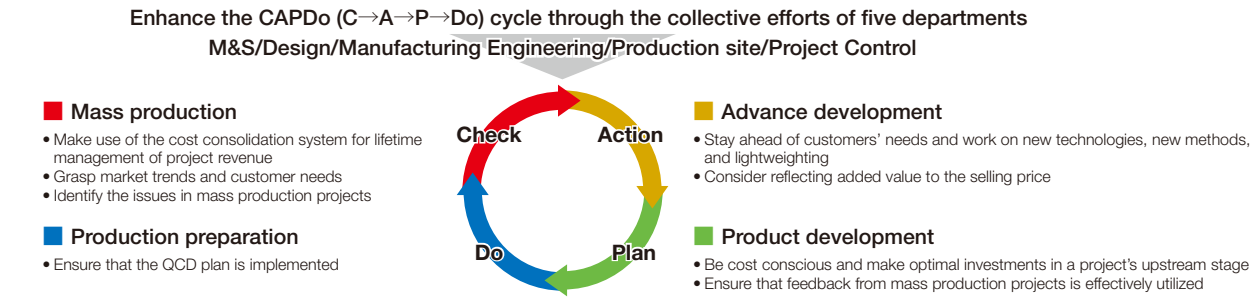 Enhance the CAPDo (C→A→P→Do) cycle through the collective efforts of five departments
M&S/Design/Manufacturing Engineering/Production site/Project Control
■ Mass production
• Make use of the cost consolidation system for lifetime
management of project revenue
• Grasp market trends and customer needs
• Identify the issues in mass production projects
■ Production preparation
• Ensure that the QCD plan is implemented
Check
Action
Do
Plan
■ Advance development
• Stay ahead of customers’ needs and work on new technologies, new methods,
and lightweighting
• Consider reflecting added value to the selling price
■ Product development
• Be cost conscious and make optimal investments in a project’s upstream stage
• Ensure that feedback from mass production projects is effectively utilized